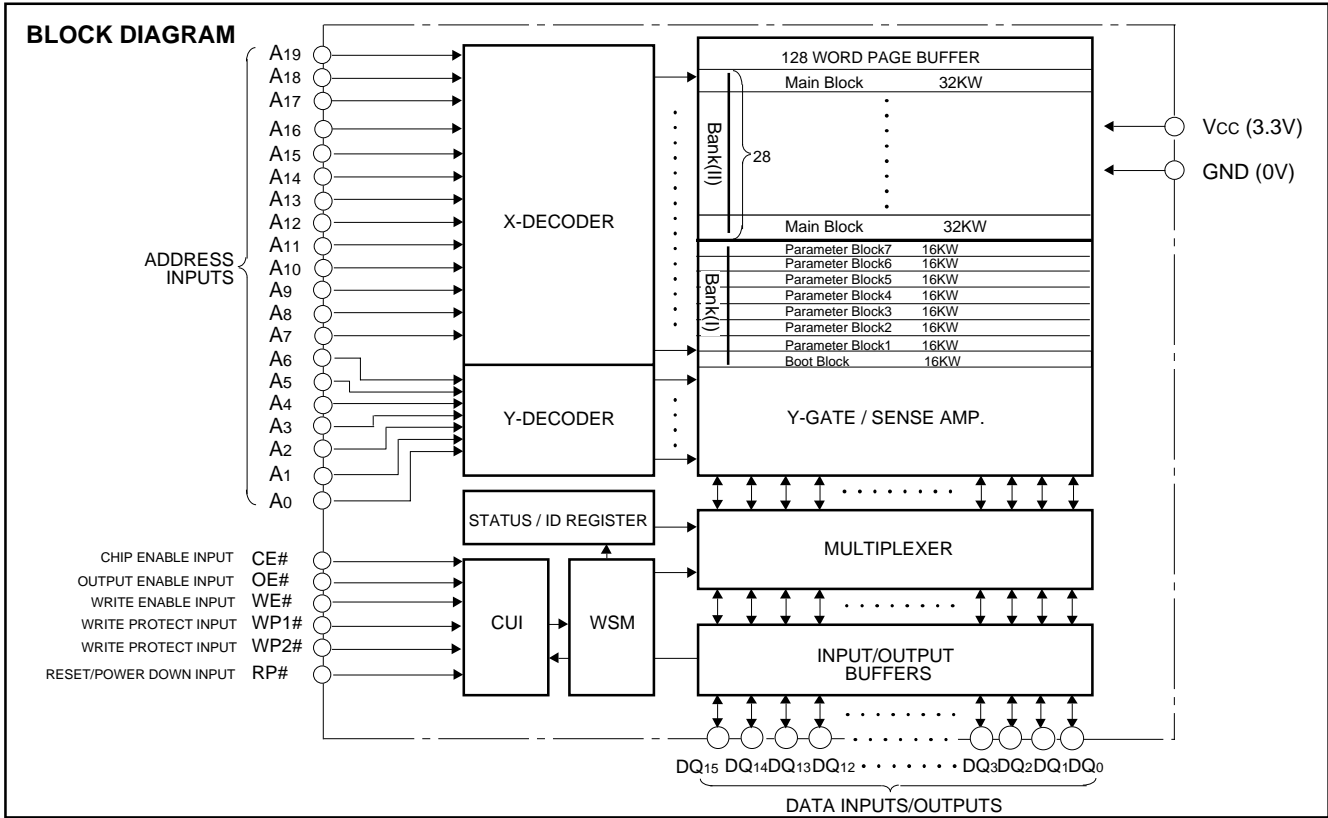 BLOCK DIAGRAM
A19
A18
A17
A16
A15
A14
A13
A12
A11
A10
A9
A8
A7
A6
A5
A4
A3
A2
A1
A0
ADDRESS
INPUTS
X-DECODER
Y-DECODER
128 WORD PAGE BUFFER
Main Block 32KW
Bank(II)
28
Main Block 32KW
Bank(I)
Parameter Block7 16KW
Parameter Block6 16KW
Parameter Block5 16KW
Parameter Block4 16KW
Parameter Block3 16KW
Parameter Block2 16KW
Parameter Block1 16KW
Boot Block 16KW
Y-GATE / SENSE AMP.
VCC (3.3V)
GND (0V)
STATUS / ID REGISTER
MULTIPLEXER
CHIP ENABLE INPUT CE#
OUTPUT ENABLE INPUT OE#
WRITE ENABLE INPUT WE#
WRITE PROTECT INPUT WP1#
WRITE PROTECT INPUT WP2#
RESET/POWER DOWN INPUT RP#
CUI
WSM
INPUT/OUTPUT
BUFFERS
DQ15 DQ14 DQ13 DQ12 DQ3 DQ2 DQ1 DQ0
DATA INPUTS/OUTPUTS